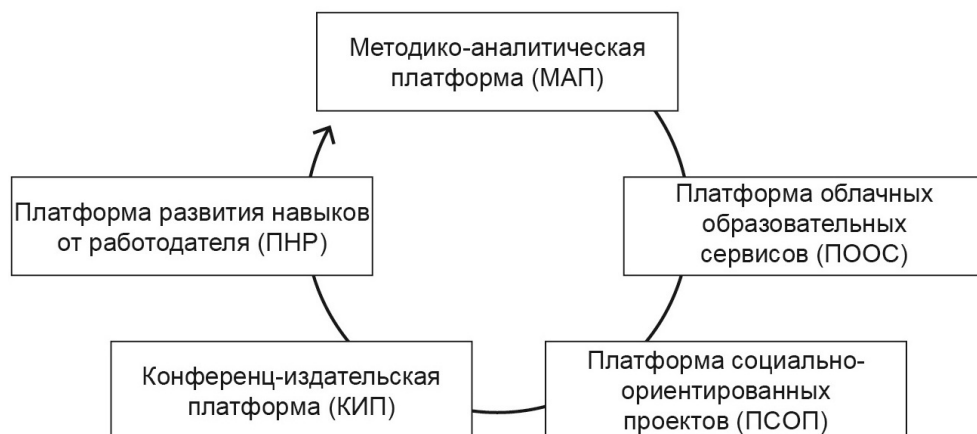 Методико-аналитическая
платформа (МАП)
Платформа развития навыков
от работодателя (ПНР)
Платформа облачных
образовательных
сервисов (ПООС)
Конференц-издательская
платформа (КИП)
Платформа социально-
ориентированных
проектов (ПСОП)